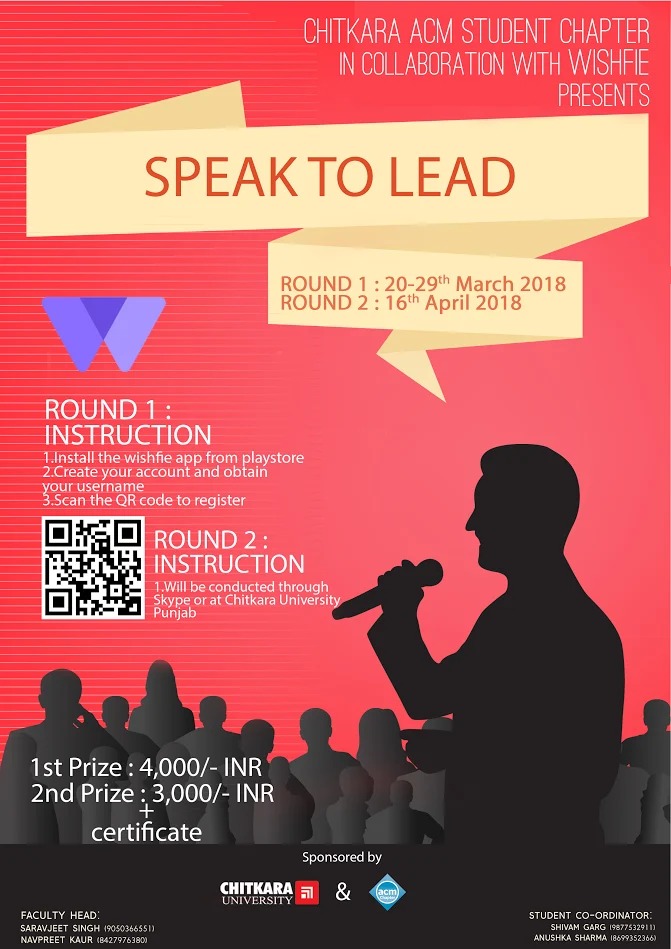 CHITKARA ACM STUDENT CHAPTER
IN COLLABORATION WITH WISHFIE
PRESENTS
SPEAK TO LEAD
ROUND 1 : 20-29th March 2018
ROUND 2 : 16th April 2018
ROUND 1 :
INSTRUCTION
1.Install the wishfie app from playstore
2.Create your account and obtain
your username
3.Scan the QR code to register
ROUND 2 :
INSTRUCTION
1.Will be conducted through
Skype or at Chitkara University
Punjab
1st Prize : 4,000/- INR
2nd Prize : 3,000/- INR
+
certificate
Sponsored by
CHITKARA
UNIVERSITY
&
acm
Chapter
FACULTY HEAD:
SARAVJEET SINGH (9050366551)
NAVPREET KAUR (8427976380)
STUDENT CO-ORDINATOR:
SHIVAM GARG (9877532911)
ANUSHKA SHARMA (8699352366)